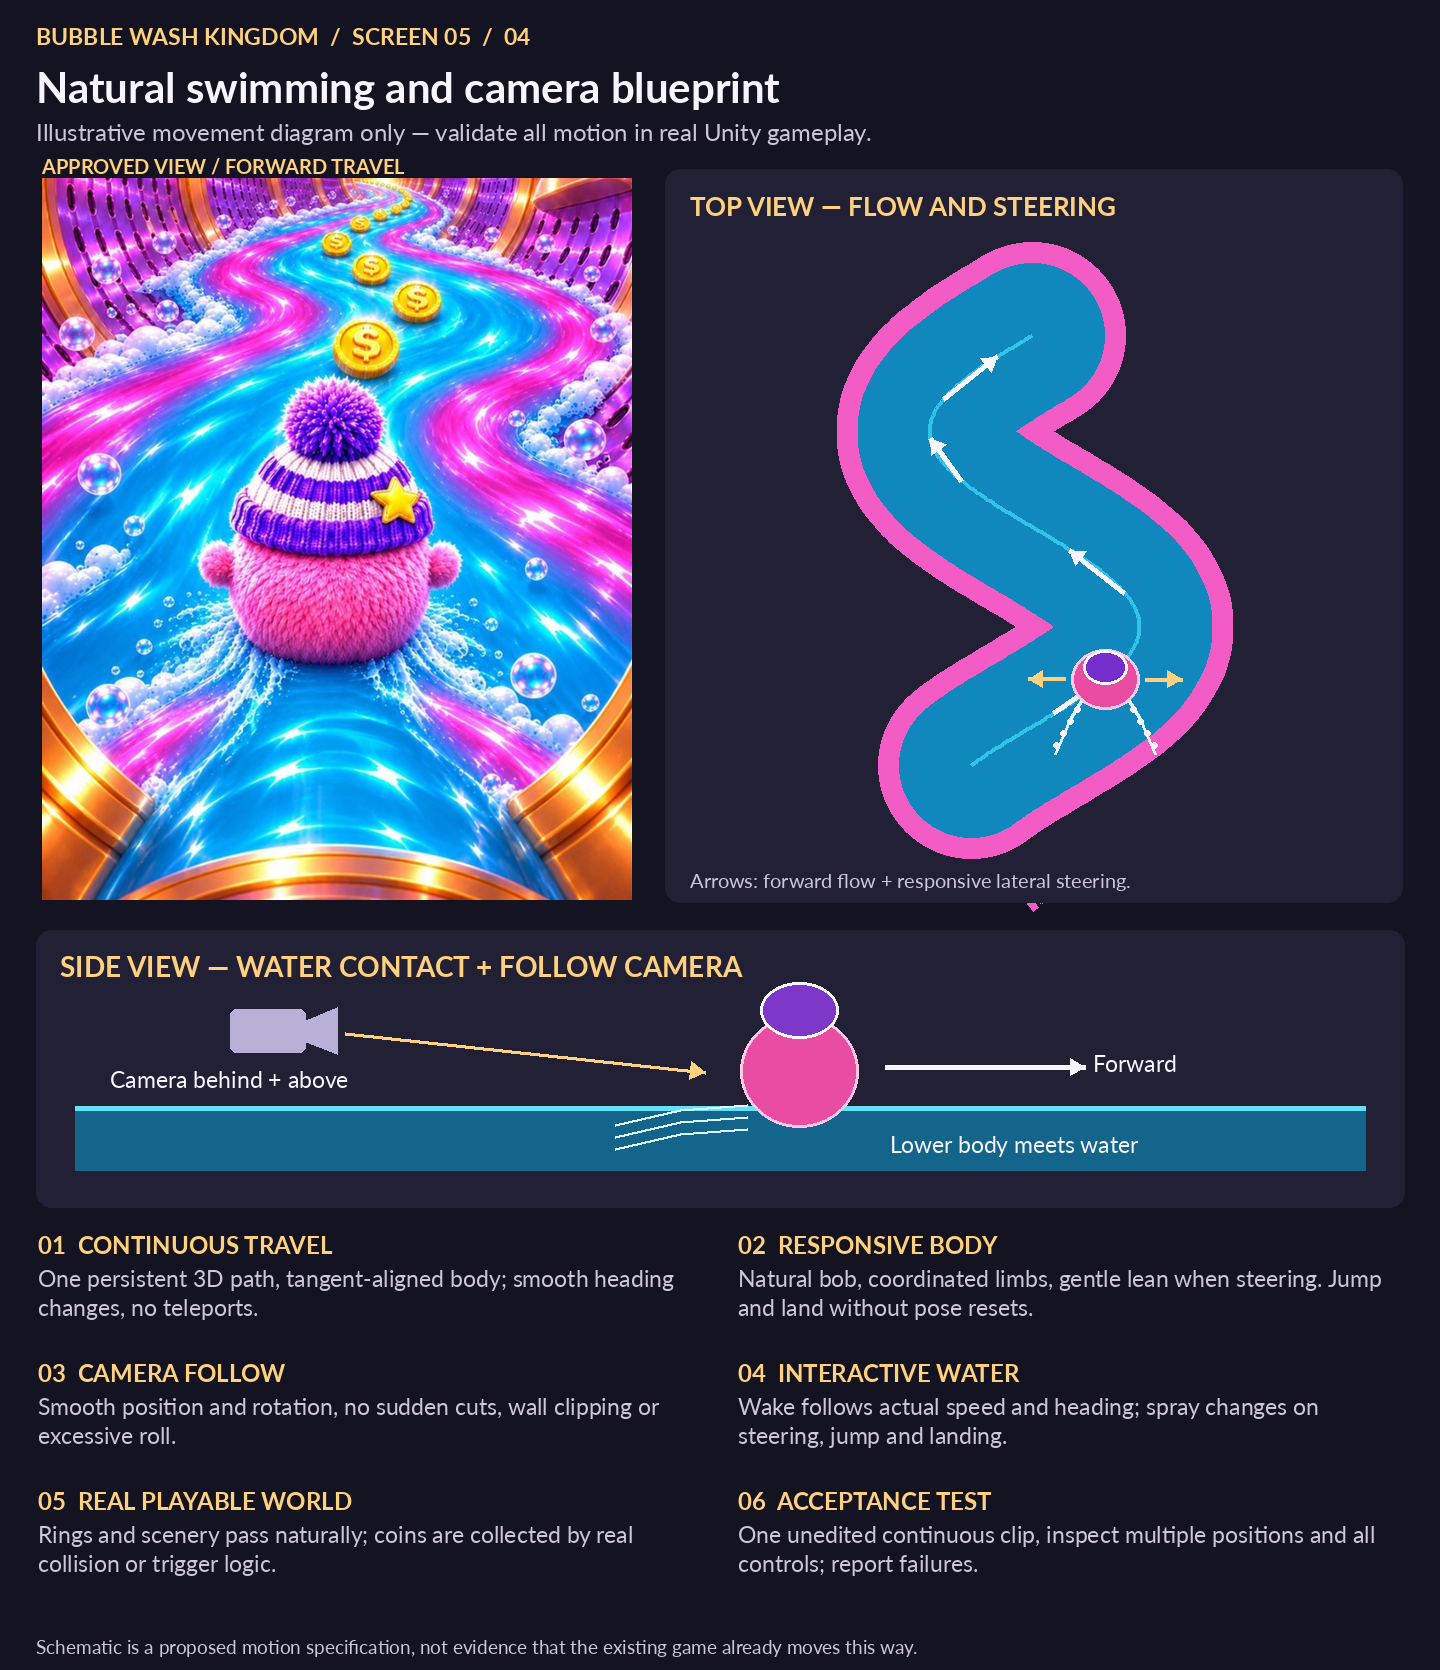 BUBBLE WASH KINGDOM / SCREEN 05 / 04
Natural swimming and camera blueprint
Illustrative movement diagram only — validate all motion in real Unity gameplay.
APPROVED VIEW / FORWARD TRAVEL
$
$
$
$
TOP VIEW — FLOW AND STEERING
Arrows: forward flow + responsive lateral steering.
SIDE VIEW — WATER CONTACT + FOLLOW CAMERA
Camera behind + above
Forward
Lower body meets water
01 CONTINUOUS TRAVEL
One persistent 3D path, tangent-aligned body; smooth heading
changes, no teleports.
02 RESPONSIVE BODY
Natural bob, coordinated limbs, gentle lean when steering. Jump
and land without pose resets.
03 CAMERA FOLLOW
Smooth position and rotation, no sudden cuts, wall clipping or
excessive roll.
04 INTERACTIVE WATER
Wake follows actual speed and heading; spray changes on
steering, jump and landing.
05 REAL PLAYABLE WORLD
Rings and scenery pass naturally; coins are collected by real
collision or trigger logic.
06 ACCEPTANCE TEST
One unedited continuous clip, inspect multiple positions and all
controls; report failures.
Schematic is a proposed motion specification, not evidence that the existing game already moves this way.